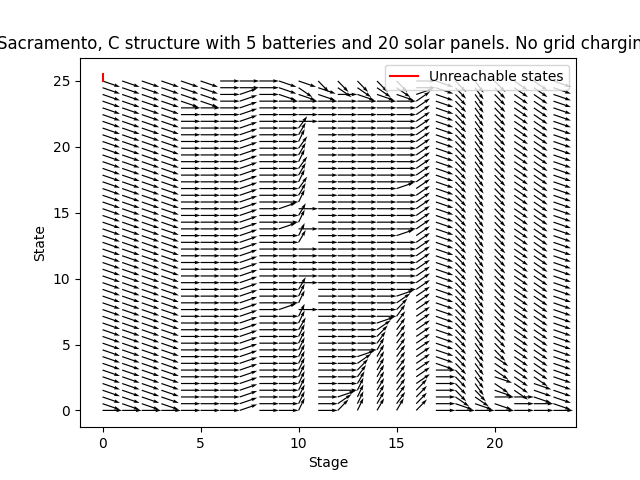 Sacramento, C structure with 5 batteries and 20 solar panels. No grid chargin
Unreachable states
25
20
15
10
5
0
State
0 5 10 15 20
Stage